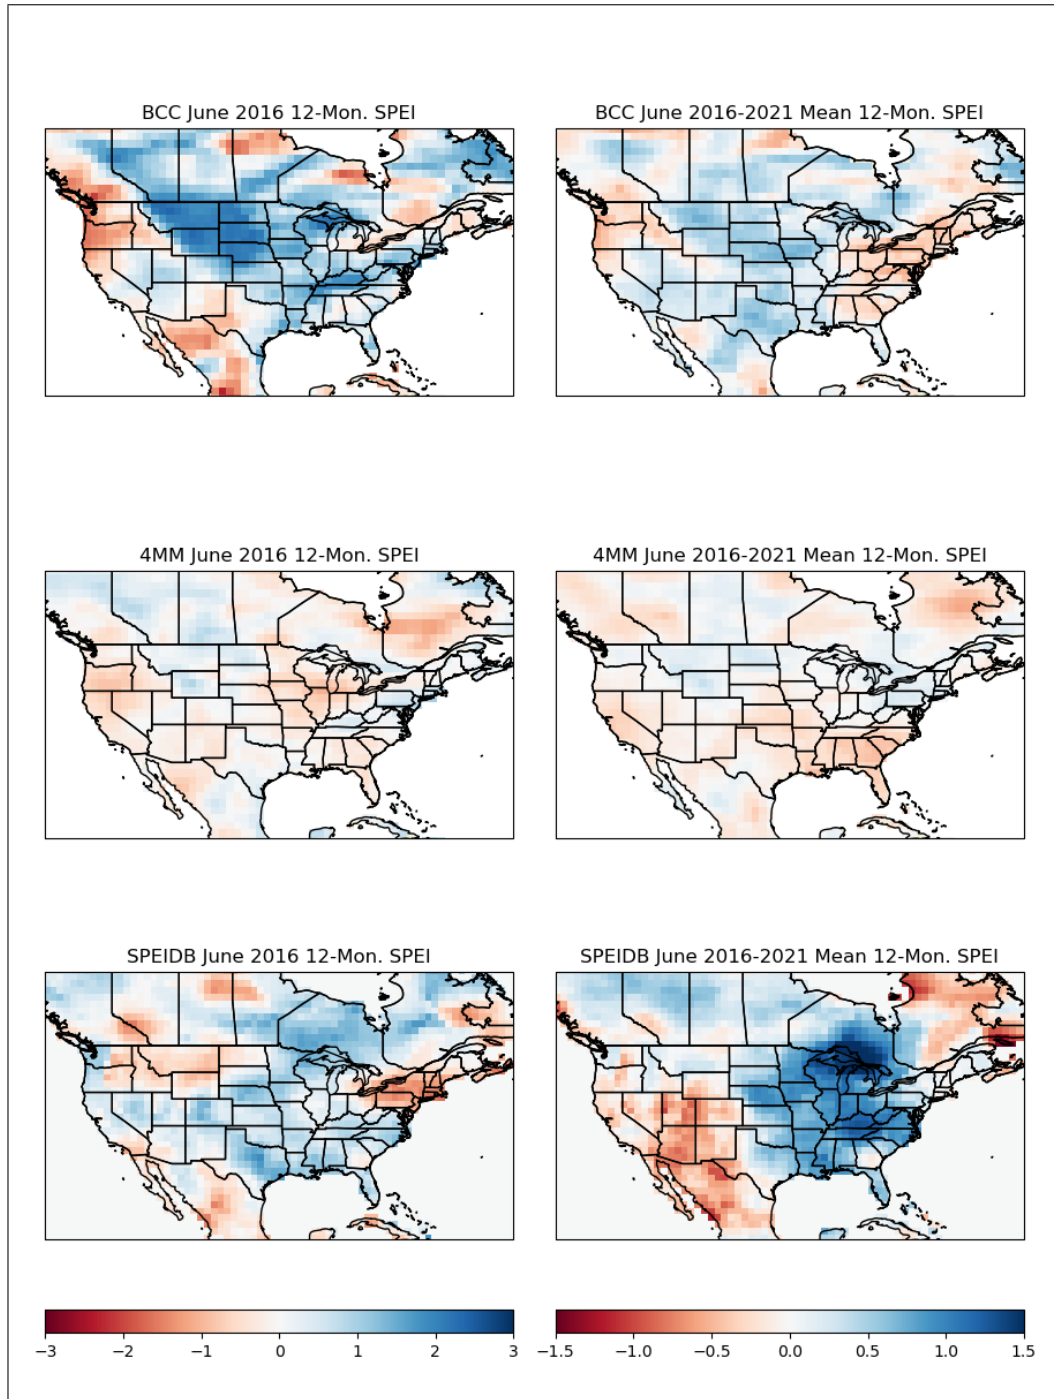 BCC June 2016 12-Mon. SPEI
BCC June 2016-2021 Mean 12-Mon. SPEI
4MM June 2016 12-Mon. SPEI
4MM June 2016-2021 Mean 12-Mon. SPEI
SPEIDB June 2016 12-Mon. SPEI
SPEIDB June 2016-2021 Mean 12-Mon. SPEI
−3 −2 −1 0 1 2 3
−1.5 −1.0 −0.5 0.0 0.5 1.0 1.5